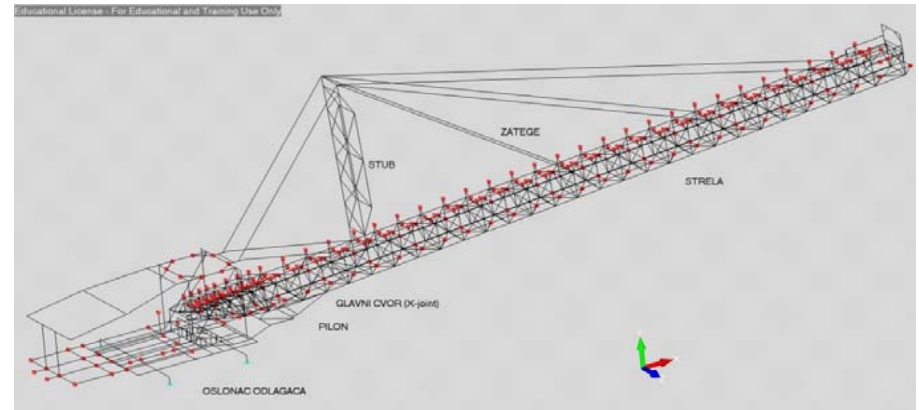 Educational License - For Educational and Training Use Only
ZATEGE
STUB
STRELA
GLAVNI CVOR (X-joint)
PILON
OSLONAC ODLAGACA